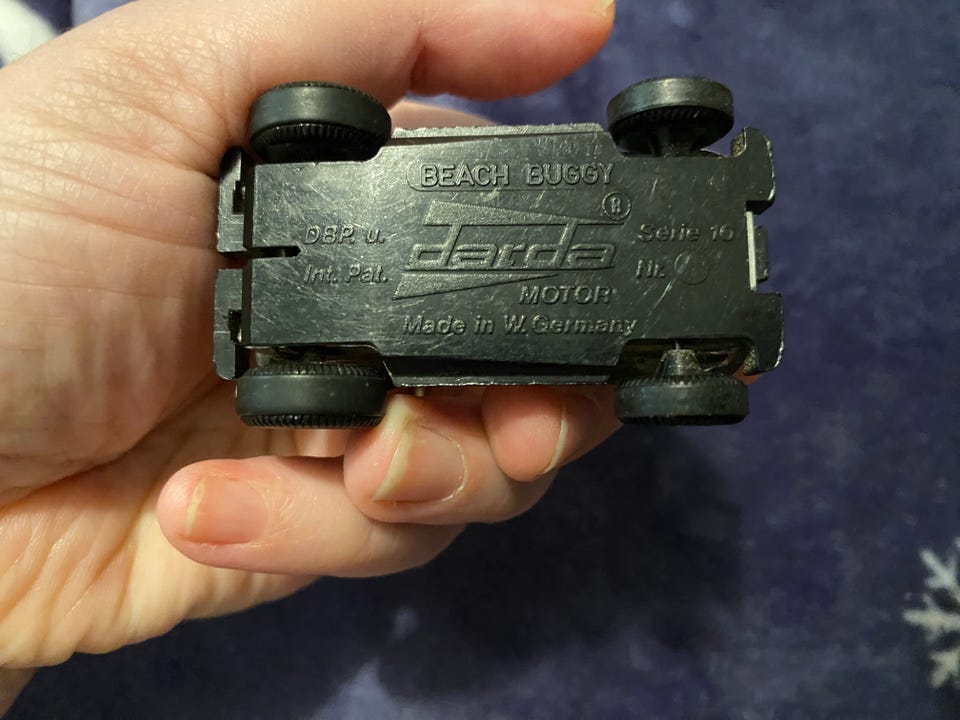 BEACH BUGGY
®
DBP. u.
Int. Pat.
darda
MOTOR
Made in W. Germany
Serie 10
Nr.